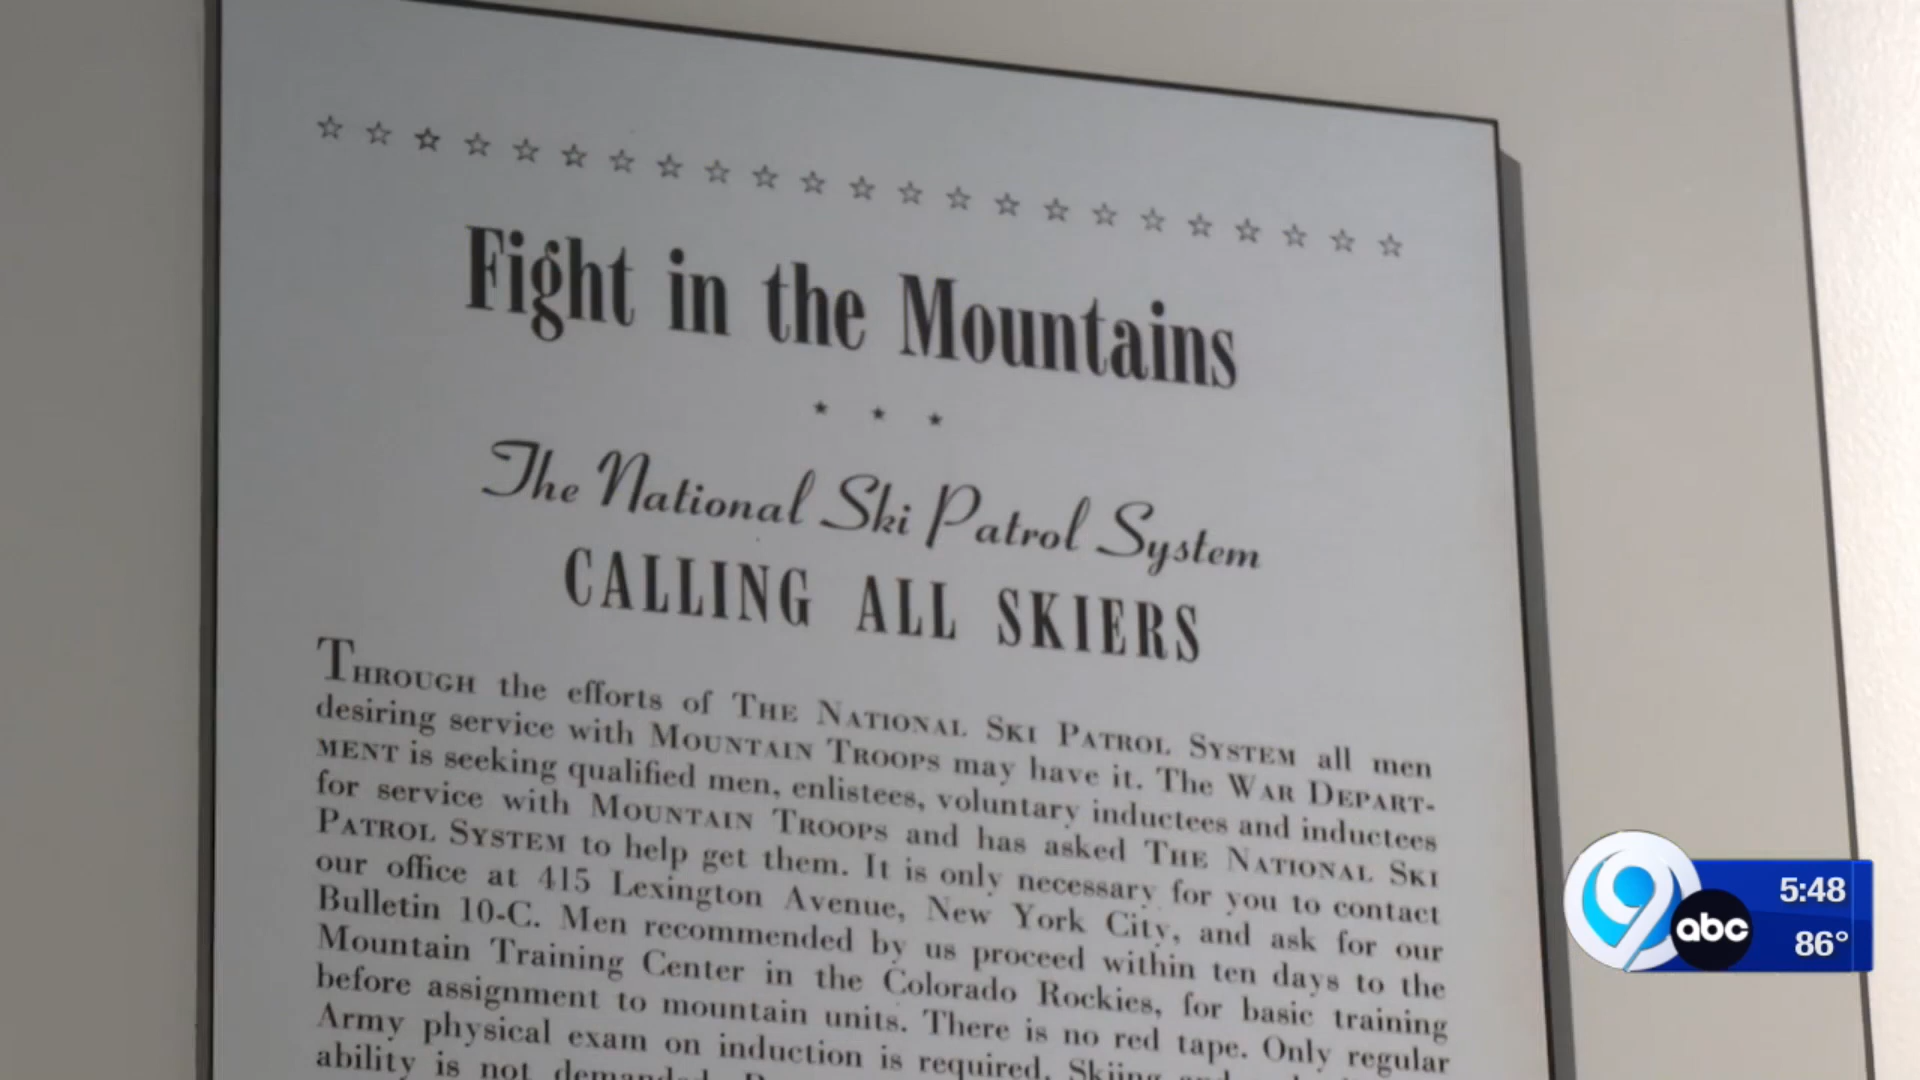 Fight in the Mountains
The National Ski Patrol System
CALLING ALL SKIERS
THROUGH the efforts of THE NATIONAL SKI PATROL SYSTEM all men
desiring service with MOUNTAIN TROOPS may have it. The WAR DEPART-
MENT is seeking qualified men, enlistees, voluntary inductees and inductees
for service with MOUNTAIN TROOPS and has asked THE NATIONAL SKI
PATROL SYSTEM to help get them. It is only necessary for you to contact
our office at 415 Lexington Avenue, New York City, and ask for our
Bulletin 10-C. Men recommended by us proceed within ten days to the
Mountain Training Center in the Colorado Rockies, for basic training
before assignment to mountain units. There is no red tape. Only regular
Army physical exam on induction is required. Skiing
ability is not demanded.
9
abc
5:48
86°